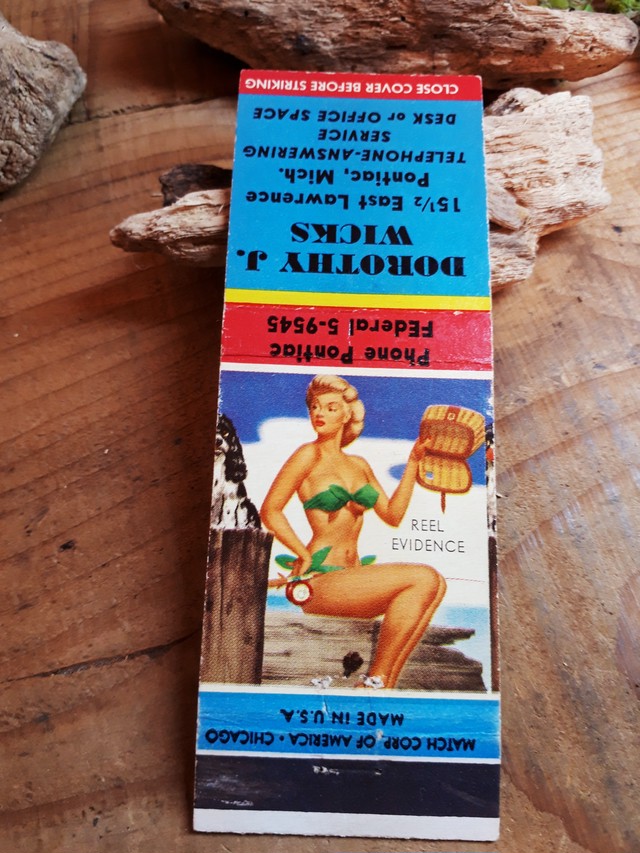 CLOSE COVER BEFORE STRIKING
DOROTHY J.
WICKS
15½ East Lawrence
Pontiac, Mich.
TELEPHONE-ANSWERING
SERVICE
DESK or OFFICE SPACE
Phone Pontiac
FEderal 5-9545
REEL
EVIDENCE
MADE IN U.S.A.
MATCH CORP. OF AMERICA • CHICAGO